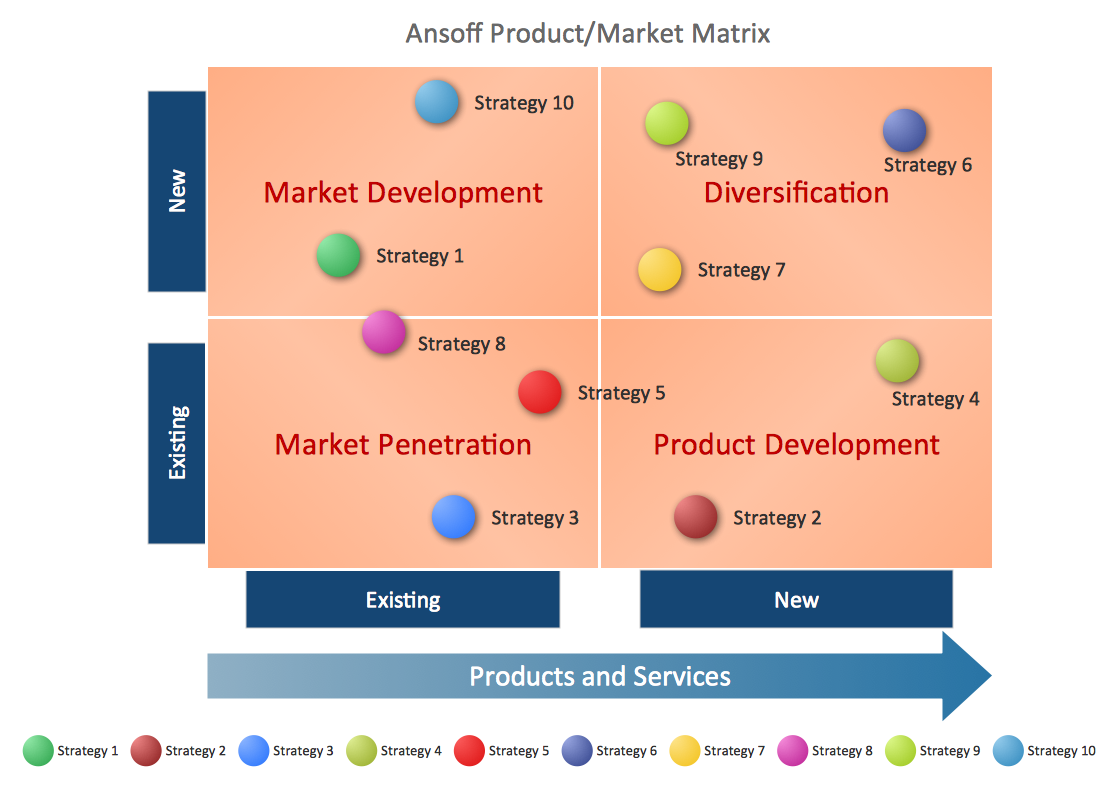 Ansoff Product/Market Matrix
New
Strategy 10
Strategy 9
Strategy 6
Market Development
Diversification
Strategy 1
Strategy 7
Existing
Strategy 8
Strategy 5
Strategy 4
Market Penetration
Product Development
Strategy 3
Strategy 2
Existing
New
Products and Services
Strategy 1 Strategy 2 Strategy 3 Strategy 4 Strategy 5 Strategy 6 Strategy 7 Strategy 8 Strategy 9 Strategy 10